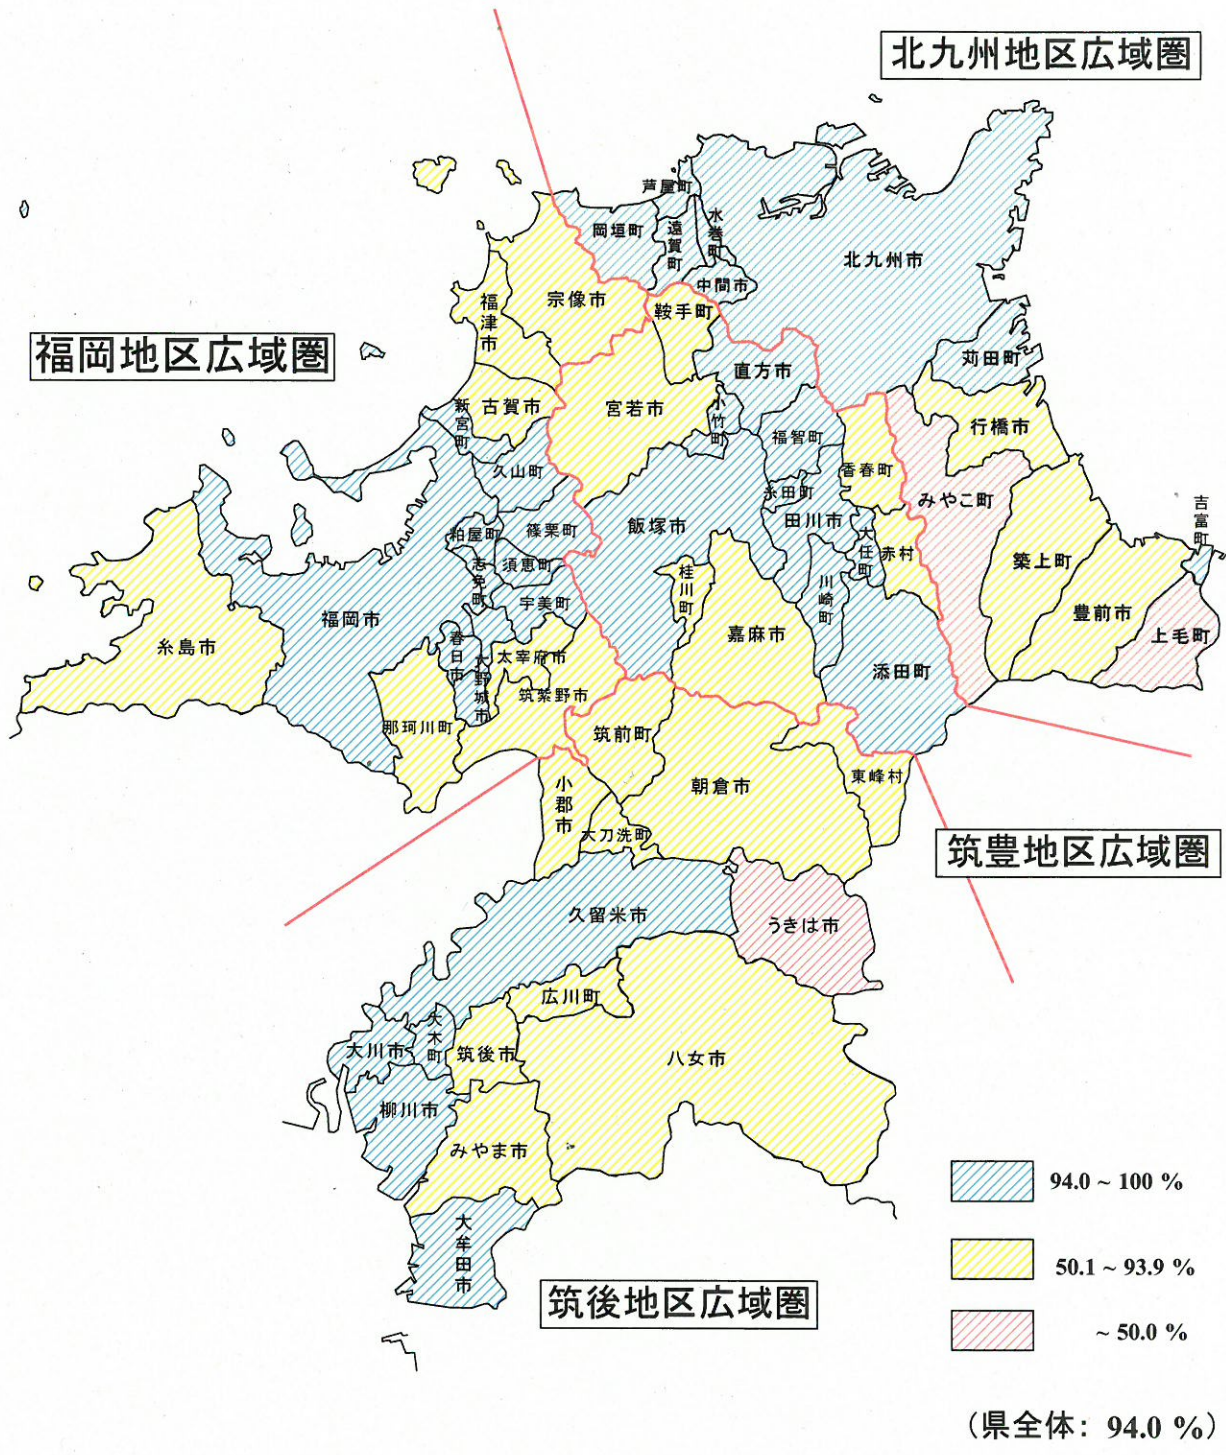 北九州地区広域圏
芦屋町
岡垣町
遠賀町
水巻町
北九州市
中間市
宗像市
鞍手町
福津市
福岡地区広域圏
苅田町
直方市
新宮町
古賀市
宮若市
小竹町
行橋市
福智町
久山町
香春町
みやこ町
糸田町
吉富町
飯塚市
田川市
粕屋町
篠栗町
大任町
赤村
志免町
須恵町
桂川町
築上町
川崎町
宇美町
豊前市
福岡市
嘉麻市
上毛町
糸島市
春日市
大野城市
太宰府市
添田町
筑紫野市
那珂川町
筑前町
東峰村
朝倉市
小郡市
大刀洗町
筑豊地区広域圏
久留米市
うきは市
広川町
大木町
大川市
筑後市
八女市
柳川市
みやま市
94.0 ~ 100 %
大牟田市
50.1 ~ 93.9 %
筑後地区広域圏
~ 50.0 %
(県全体: 94.0 %)